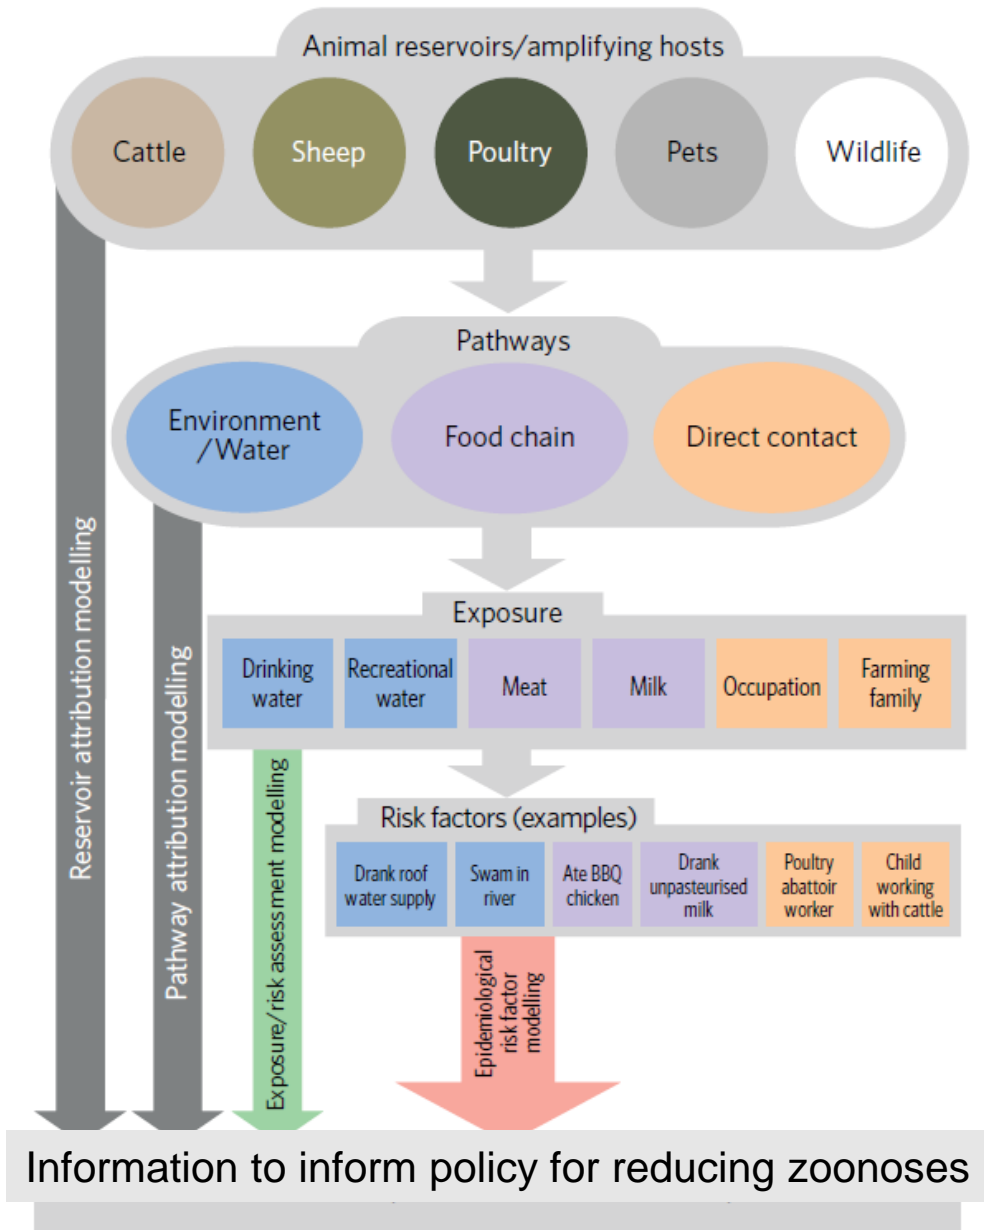 Animal reservoirs/amplifying hosts
Cattle
Sheep
Poultry
Pets
Wildlife
Pathways
Environment
/Water
Food chain
Direct contact
Exposure
Drinking
water
Recreational
water
Meat
Milk
Occupation
Farming
family
Risk factors (examples)
Drank roof
water supply
Swam in
river
Ate BBQ
chicken
Drank
unpasteurised
milk
Poultry
abattoir
worker
Child
working
with cattle
Reservoir attribution modelling
Pathway attribution modelling
Exposure/risk assessment modelling
Epidemiological
risk factor
modelling
Information to inform policy for reducing zoonoses